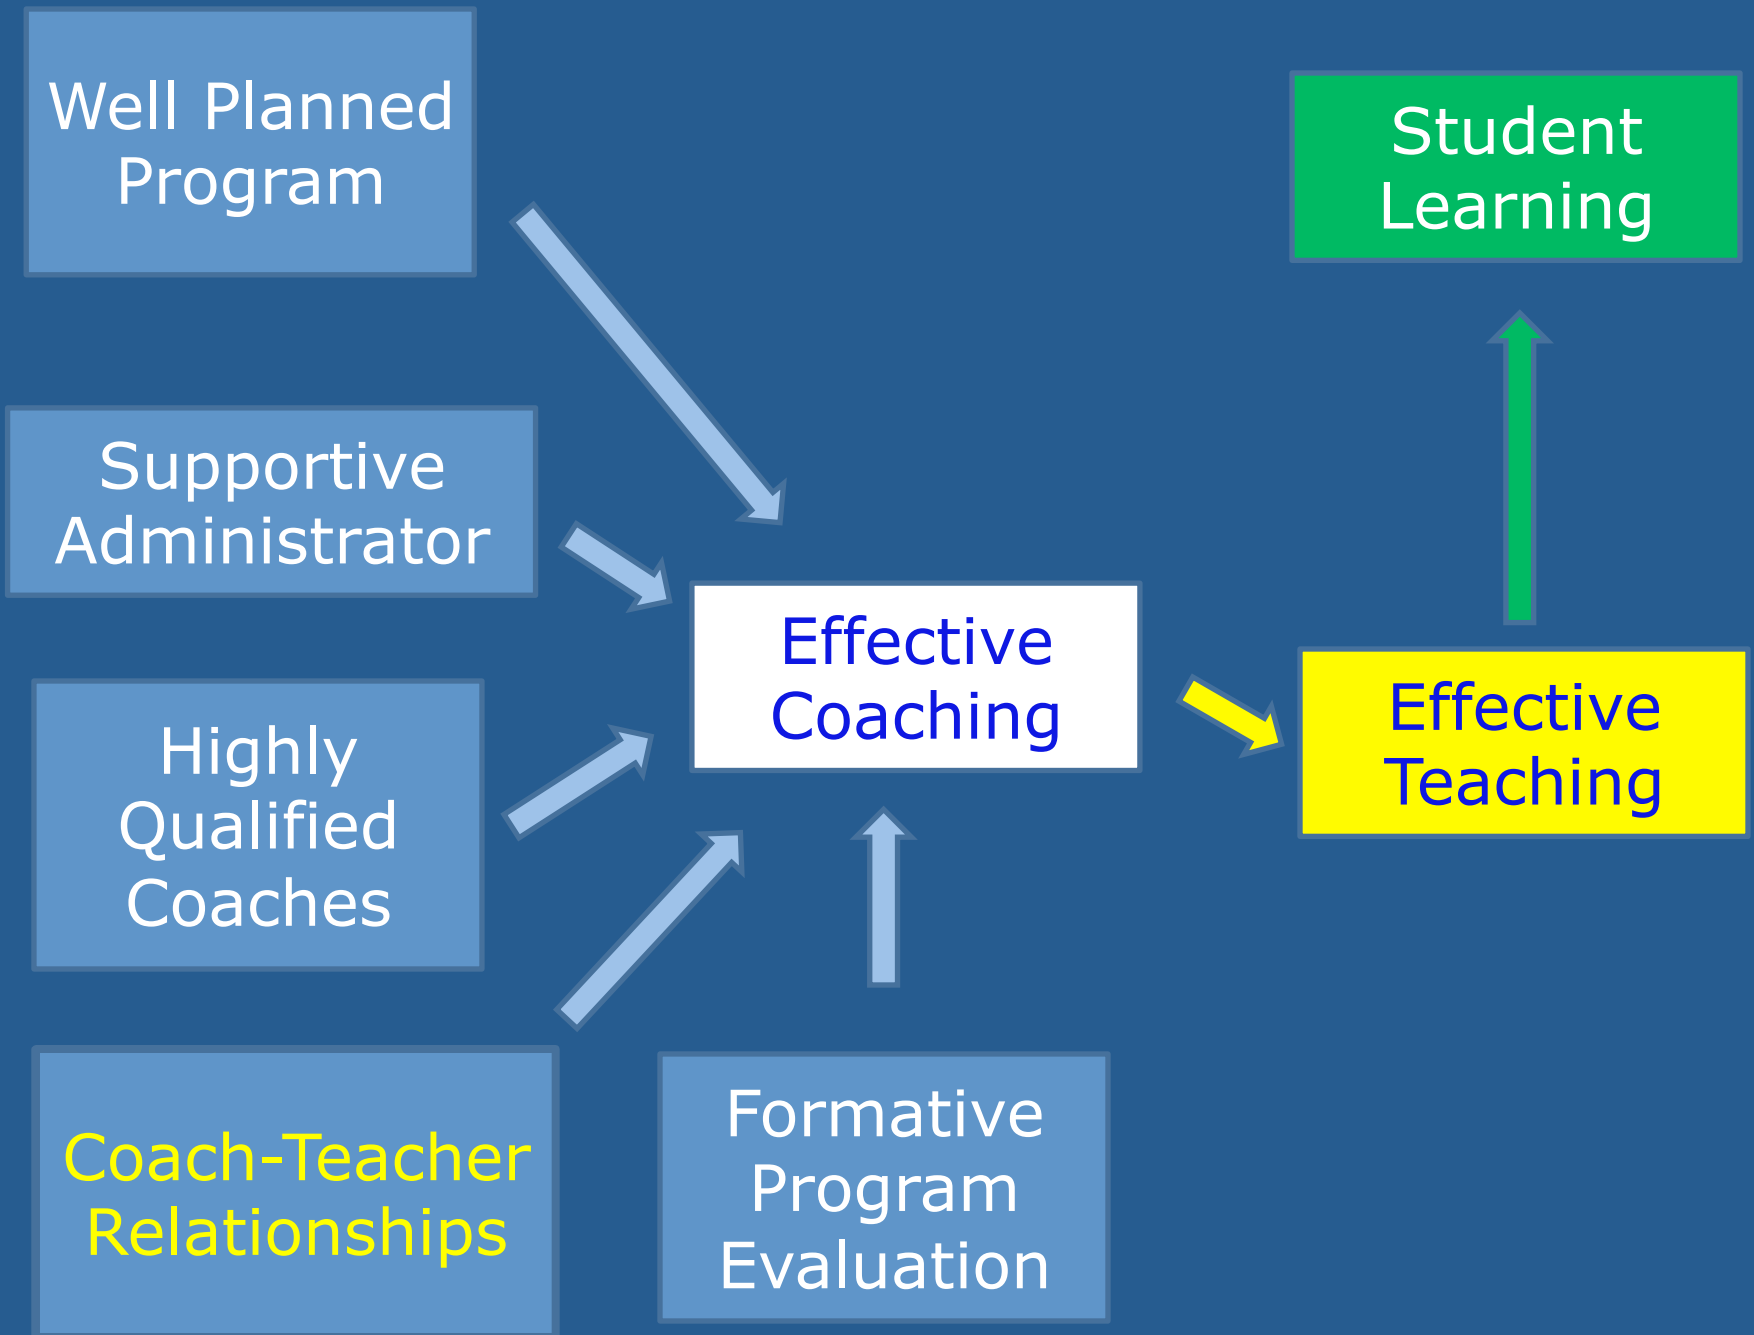 Well Planned
Program
Student
Learning
Supportive
Administrator
Effective
Coaching
Effective
Teaching
Highly
Qualified
Coaches
Coach-Teacher
Relationships
Formative
Program
Evaluation